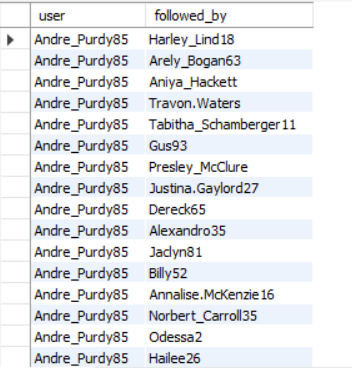 user followed_by
Andre_Purdy85 Harley_Lind18
Andre_Purdy85 Arely_Bogan63
Andre_Purdy85 Aniya_Hackett
Andre_Purdy85 Travon.Waters
Andre_Purdy85 Tabitha_Schamberger11
Andre_Purdy85 Gus93
Andre_Purdy85 Presley_McClure
Andre_Purdy85 Justina.Gaylord27
Andre_Purdy85 Dereck65
Andre_Purdy85 Alexandro35
Andre_Purdy85 Jaclyn81
Andre_Purdy85 Billy52
Andre_Purdy85 Annalise.McKenzie16
Andre_Purdy85 Norbert_Carroll35
Andre_Purdy85 Odessa2
Andre_Purdy85 Hailee26